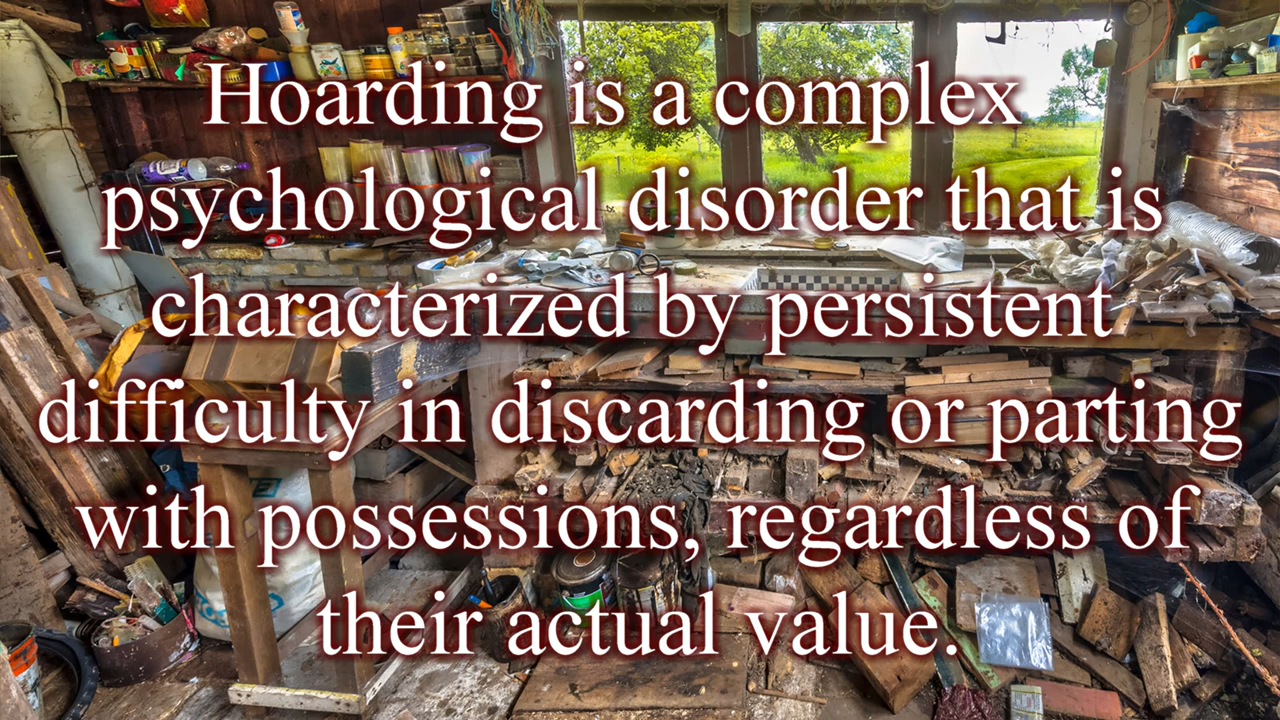 Hoarding is a complex
psychological disorder that is
characterized by persistent
difficulty in discarding or parting
with possessions, regardless of
their actual value.